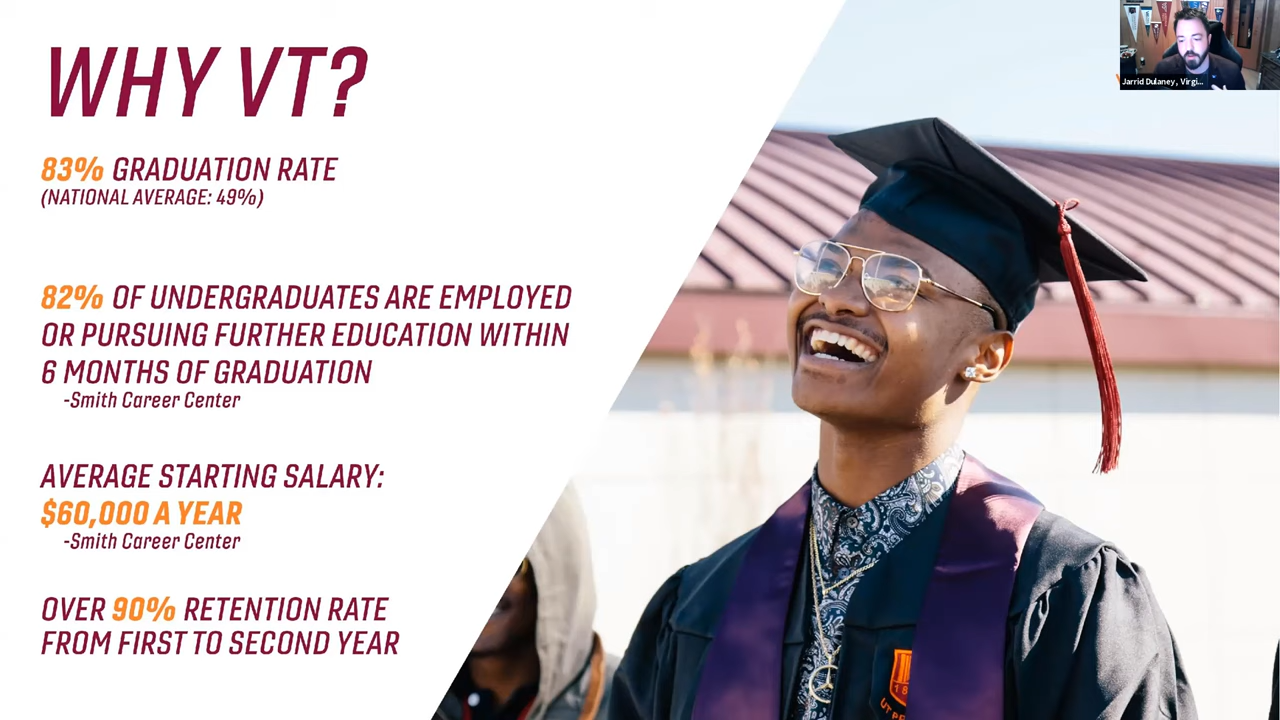 WHY VT?
83% GRADUATION RATE
(NATIONAL AVERAGE: 49%)
82% OF UNDERGRADUATES ARE EMPLOYED
OR PURSUING FURTHER EDUCATION WITHIN
6 MONTHS OF GRADUATION
-Smith Career Center
AVERAGE STARTING SALARY:
$60,000 A YEAR
-Smith Career Center
OVER 90% RETENTION RATE
FROM FIRST TO SECOND YEAR
Jarrid Dulaney, Virgi...